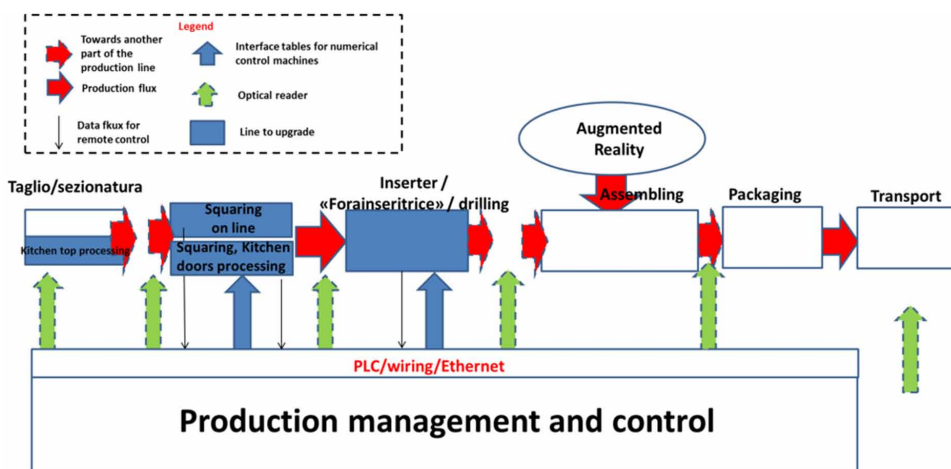 Legend
Towards another
part of the
production line
Production flux
Data fkux for
remote control
Interface tables for numerical
control machines
Optical reader
Line to upgrade
Augmented
Reality
Taglio/sezionatura
Kitchen top processing
Squaring
on line
Squaring, Kitchen
doors processing
Inserter /
«Forainseritrice» / drilling
Assembling
Packaging
Transport
PLC/wiring/Ethernet
Production management and control